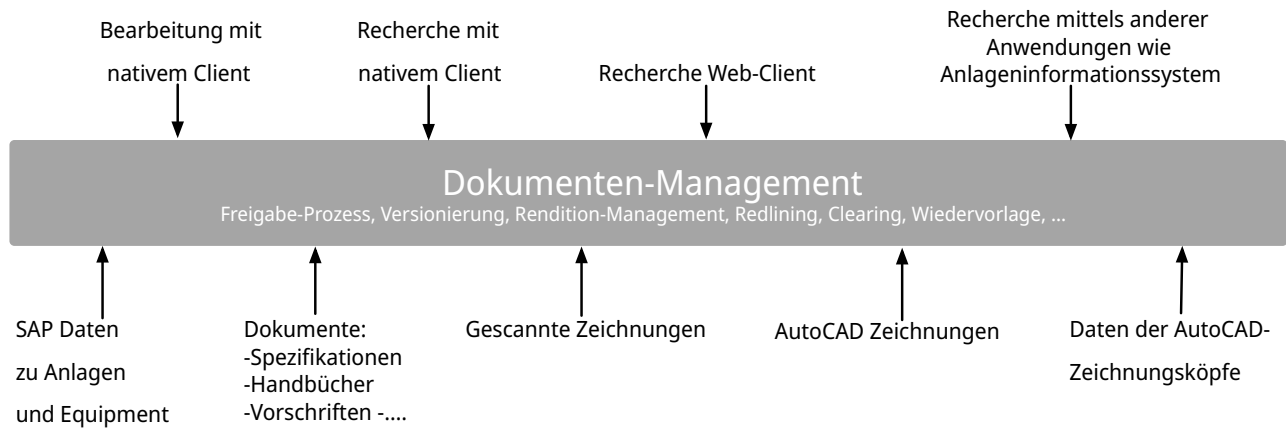 Bearbeitung mit
nativem Client
Recherche mit
nativem Client
Recherche Web-Client
Recherche mittels anderer
Anwendungen wie
Anlageninformationssystem
Dokumenten-Management
Freigabe-Prozess, Versionierung, Rendition-Management, Redlining, Clearing, Wiedervorlage, ...
SAP Daten
zu Anlagen
und Equipment
Dokumente:
-Spezifikationen
-Handbücher
-Vorschriften -....
Gescannte Zeichnungen
AutoCAD Zeichnungen
Daten der AutoCAD-
Zeichnungsköpfe